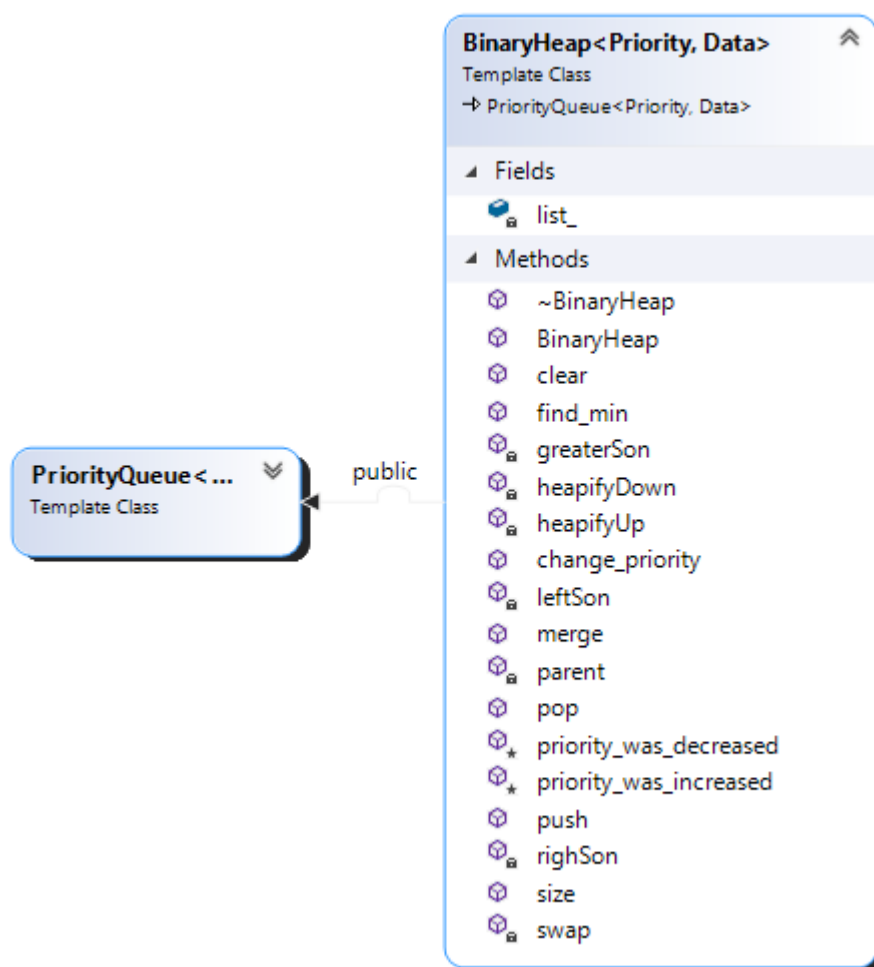 BinaryHeap<Priority, Data>
Template Class
PriorityQueue<Priority, Data>
Fields
list_
Methods
~BinaryHeap
BinaryHeap
clear
find_min
greaterSon
heapifyDown
heapifyUp
change_priority
leftSon
merge
parent
pop
priority_was_decreased
priority_was_increased
push
righSon
size
swap
PriorityQueue< ...
Template Class
public